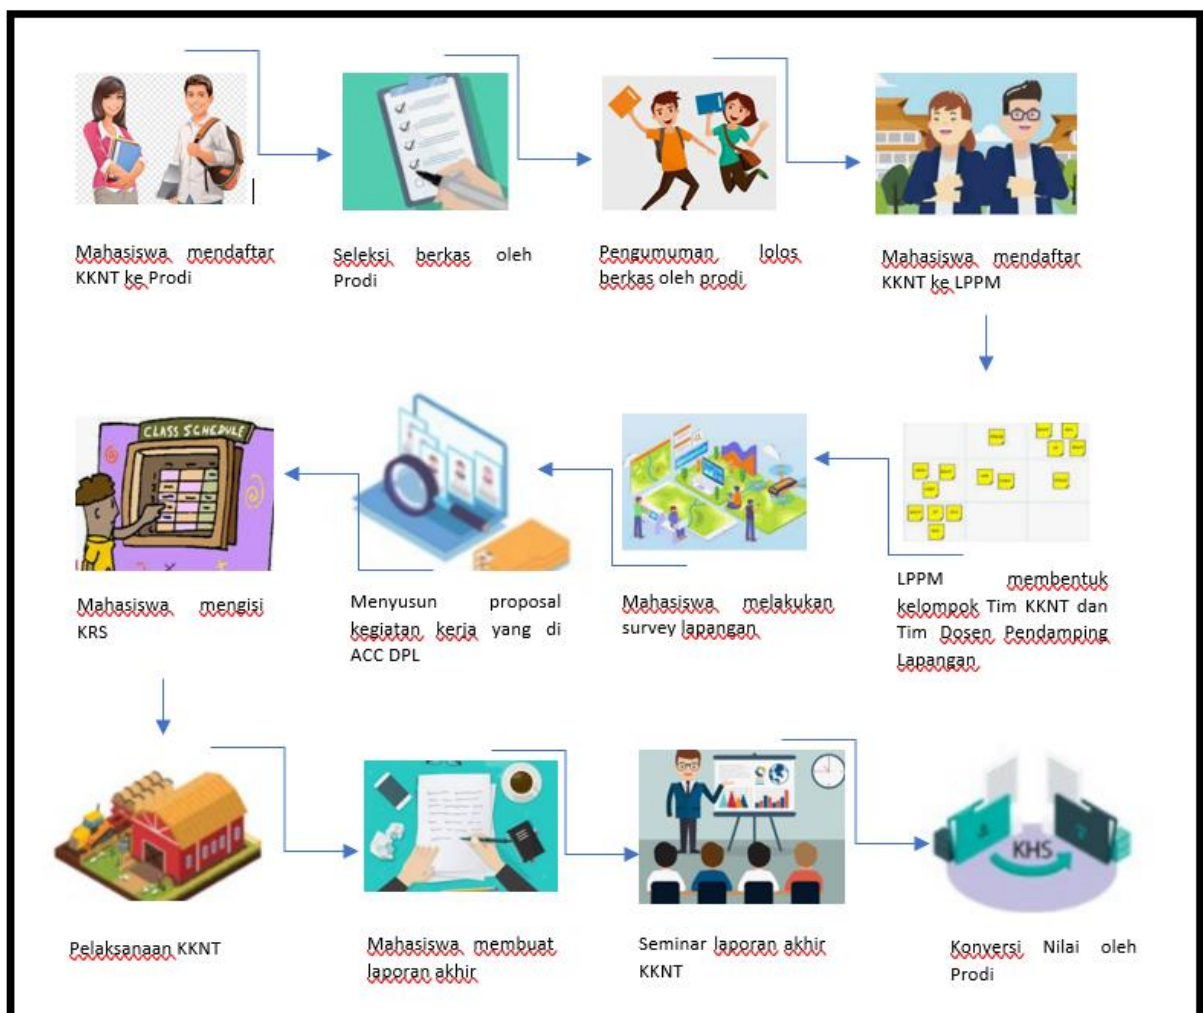 Mahasiswa mendaftar
KKNT ke Prodi
Seleksi berkas oleh
Prodi
Pengumuman lolos
berkas oleh prodi
Mahasiswa mendaftar
KKNT ke LPPM
CLASS SCHEDULE
Mahasiswa mengisi
KRS
Menyusun proposal
kegiatan kerja yang di
ACC DPL
Mahasiswa melakukan
survey lapangan
LPPM membentuk
kelompok Tim KKNT dan
Tim Dosen Pendamping
Lapangan
Pelaksanaan KKNT
Mahasiswa membuat
laporan akhir
Seminar laporan akhir
KKNT
KHS
Konversi Nilai oleh
Prodi